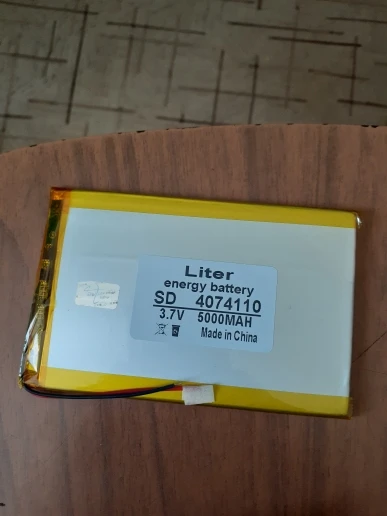 Liter
energy battery
SD 4074110
3.7V 5000MAH
Made in China